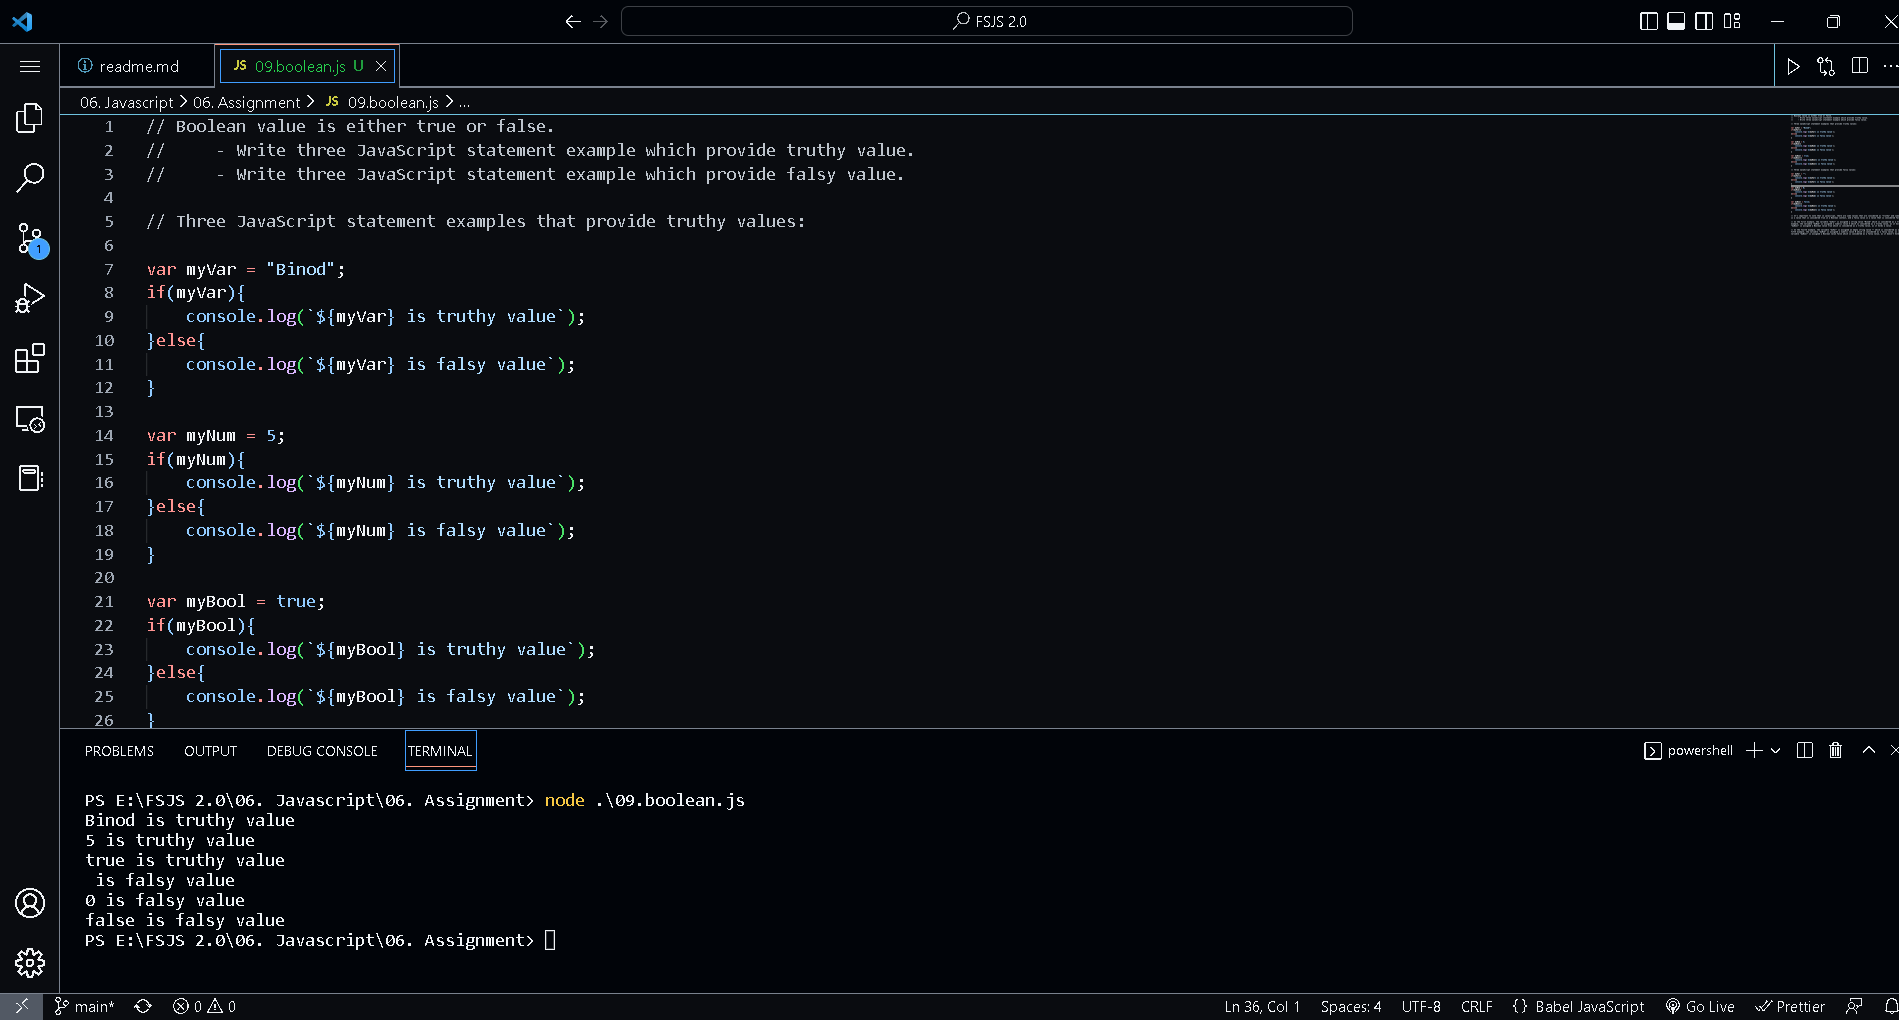 FSJS 2.0
readme.md
JS 09.boolean.js U
06. Javascript > 06. Assignment > JS 09.boolean.js > ...
1 // Boolean value is either true or false.
2 //     - Write three JavaScript statement example which provide truthy value.
3 //     - Write three JavaScript statement example which provide falsy value.
4
5 // Three JavaScript statement examples that provide truthy values:
6
7 var myVar = "Binod";
8 if(myVar){
9     console.log(`${myVar} is truthy value`);
10 }else{
11     console.log(`${myVar} is falsy value`);
12 }
13
14 var myNum = 5;
15 if(myNum){
16     console.log(`${myNum} is truthy value`);
17 }else{
18     console.log(`${myNum} is falsy value`);
19 }
20
21 var myBool = true;
22 if(myBool){
23     console.log(`${myBool} is truthy value`);
24 }else{
25     console.log(`${myBool} is falsy value`);
26 }
1
PROBLEMS OUTPUT DEBUG CONSOLE TERMINAL powershell
PS E:\FSJS 2.0\06. Javascript\06. Assignment> node .\09.boolean.js
Binod is truthy value
5 is truthy value
true is truthy value
 is falsy value
0 is falsy value
false is falsy value
PS E:\FSJS 2.0\06. Javascript\06. Assignment>
main* 0 0 Ln 36, Col 1 Spaces: 4 UTF-8 CRLF {} Babel JavaScript Go Live Prettier